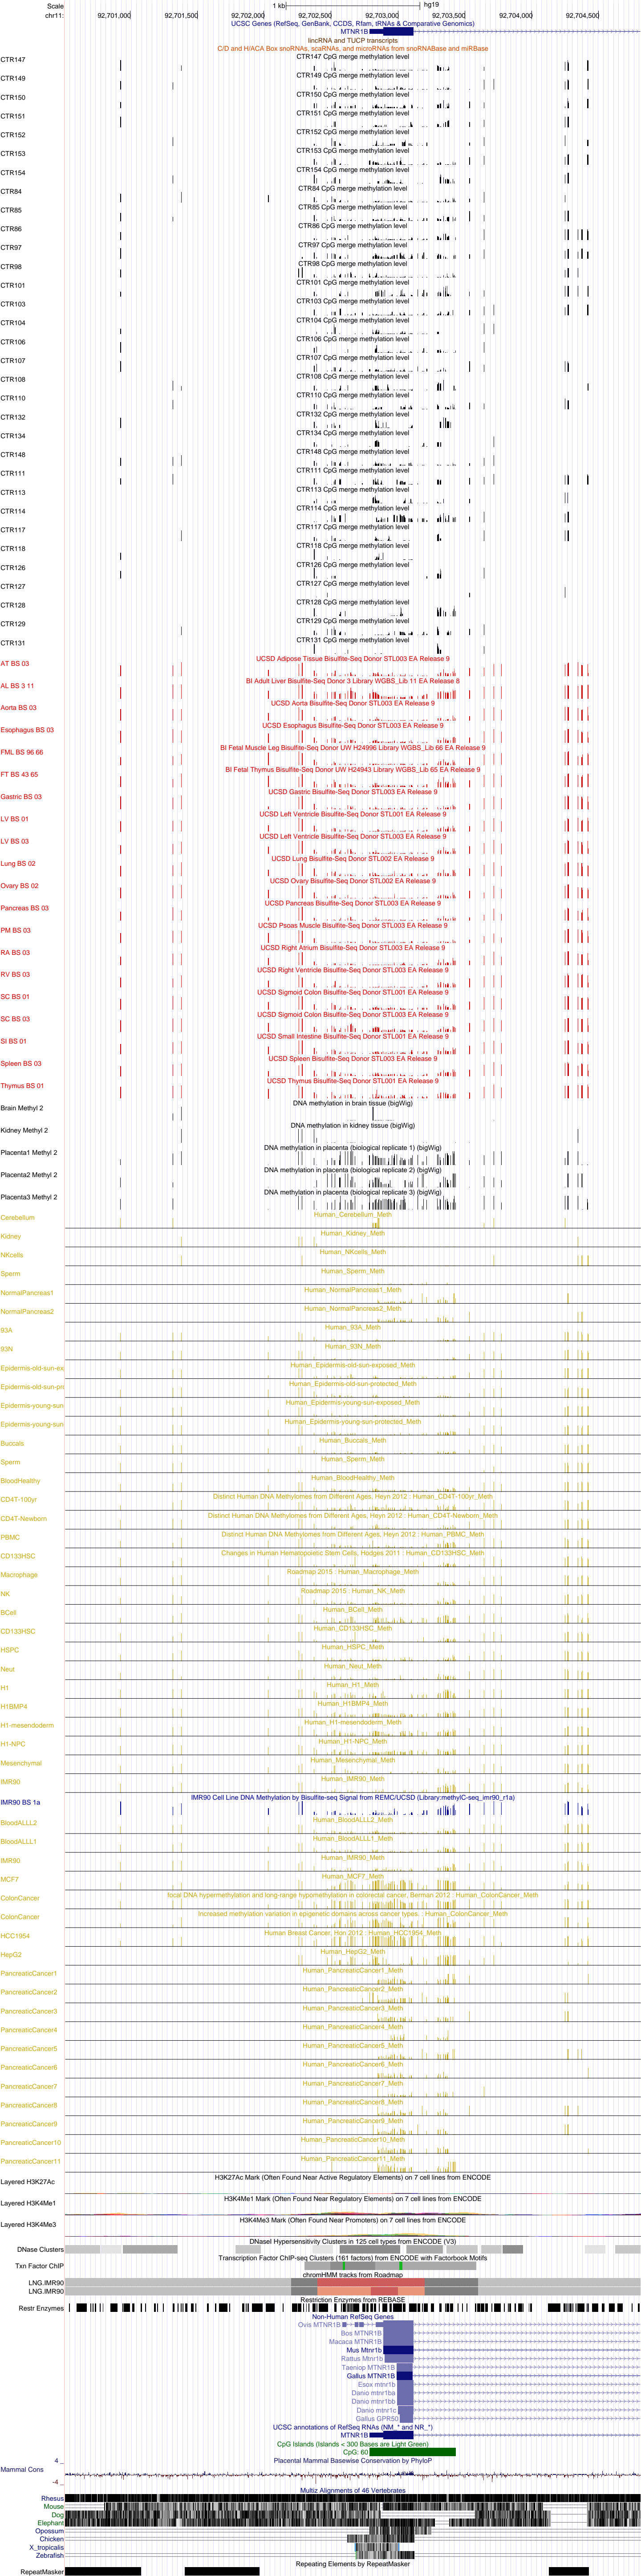 Scale 1 kb hg19
chr11: 92,701,000 92,701,500 92,702,000 92,702,500 92,703,000 92,703,500 92,704,000 92,704,500
UCSC Genes (RefSeq, GenBank, CCDS, Rfam, tRNAs & Comparative Genomics)
MTNR1B
lincRNA and TUCP transcripts
C/D and H/ACA Box snoRNAs, scaRNAs, and microRNAs from snoRNABase and miRBase
CTR147 CTR147 CpG merge methylation level
CTR149 CTR149 CpG merge methylation level
CTR150 CTR150 CpG merge methylation level
CTR151 CTR151 CpG merge methylation level
CTR152 CTR152 CpG merge methylation level
CTR153 CTR153 CpG merge methylation level
CTR154 CTR154 CpG merge methylation level
CTR84 CTR84 CpG merge methylation level
CTR85 CTR85 CpG merge methylation level
CTR86 CTR86 CpG merge methylation level
CTR97 CTR97 CpG merge methylation level
CTR98 CTR98 CpG merge methylation level
CTR101 CTR101 CpG merge methylation level
CTR103 CTR103 CpG merge methylation level
CTR104 CTR104 CpG merge methylation level
CTR106 CTR106 CpG merge methylation level
CTR107 CTR107 CpG merge methylation level
CTR108 CTR108 CpG merge methylation level
CTR110 CTR110 CpG merge methylation level
CTR132 CTR132 CpG merge methylation level
CTR134 CTR134 CpG merge methylation level
CTR148 CTR148 CpG merge methylation level
CTR111 CTR111 CpG merge methylation level
CTR113 CTR113 CpG merge methylation level
CTR114 CTR114 CpG merge methylation level
CTR117 CTR117 CpG merge methylation level
CTR118 CTR118 CpG merge methylation level
CTR126 CTR126 CpG merge methylation level
CTR127 CTR127 CpG merge methylation level
CTR128 CTR128 CpG merge methylation level
CTR129 CTR129 CpG merge methylation level
CTR131 CTR131 CpG merge methylation level
AT BS 03 UCSD Adipose Tissue Bisulfite-Seq Donor STL003 EA Release 9
AL BS 3 11 BI Adult Liver Bisulfite-Seq Donor 3 Library WGBS_Lib 11 EA Release 8
Aorta BS 03 UCSD Aorta Bisulfite-Seq Donor STL003 EA Release 9
Esophagus BS 03 UCSD Esophagus Bisulfite-Seq Donor STL003 EA Release 9
FML BS 96 66 BI Fetal Muscle Leg Bisulfite-Seq Donor UW H24996 Library WGBS_Lib 66 EA Release 9
FT BS 43 65 BI Fetal Thymus Bisulfite-Seq Donor UW H24943 Library WGBS_Lib 65 EA Release 9
Gastric BS 03 UCSD Gastric Bisulfite-Seq Donor STL003 EA Release 9
LV BS 01 UCSD Left Ventricle Bisulfite-Seq Donor STL001 EA Release 9
LV BS 03 UCSD Left Ventricle Bisulfite-Seq Donor STL003 EA Release 9
Lung BS 02 UCSD Lung Bisulfite-Seq Donor STL002 EA Release 9
Ovary BS 02 UCSD Ovary Bisulfite-Seq Donor STL002 EA Release 9
Pancreas BS 03 UCSD Pancreas Bisulfite-Seq Donor STL003 EA Release 9
PM BS 03 UCSD Psoas Muscle Bisulfite-Seq Donor STL003 EA Release 9
RA BS 03 UCSD Right Atrium Bisulfite-Seq Donor STL003 EA Release 9
RV BS 03 UCSD Right Ventricle Bisulfite-Seq Donor STL003 EA Release 9
SC BS 01 UCSD Sigmoid Colon Bisulfite-Seq Donor STL001 EA Release 9
SC BS 03 UCSD Sigmoid Colon Bisulfite-Seq Donor STL003 EA Release 9
SI BS 01 UCSD Small Intestine Bisulfite-Seq Donor STL001 EA Release 9
Spleen BS 03 UCSD Spleen Bisulfite-Seq Donor STL003 EA Release 9
Thymus BS 01 UCSD Thymus Bisulfite-Seq Donor STL001 EA Release 9
Brain Methyl 2 DNA methylation in brain tissue (bigWig)
Kidney Methyl 2 DNA methylation in kidney tissue (bigWig)
Placenta1 Methyl 2 DNA methylation in placenta (biological replicate 1) (bigWig)
Placenta2 Methyl 2 DNA methylation in placenta (biological replicate 2) (bigWig)
Placenta3 Methyl 2 DNA methylation in placenta (biological replicate 3) (bigWig)
Cerebellum Human_Cerebellum_Meth
Kidney Human_Kidney_Meth
NKcells Human_NKcells_Meth
Sperm Human_Sperm_Meth
NormalPancreas1 Human_NormalPancreas1_Meth
NormalPancreas2 Human_NormalPancreas2_Meth
93A Human_93A_Meth
93N Human_93N_Meth
Epidermis-old-sun-ex Human_Epidermis-old-sun-exposed_Meth
Epidermis-old-sun-pr Human_Epidermis-old-sun-protected_Meth
Epidermis-young-sun Human_Epidermis-young-sun-exposed_Meth
Epidermis-young-sun Human_Epidermis-young-sun-protected_Meth
Buccals Human_Buccals_Meth
Sperm Human_Sperm_Meth
BloodHealthy Human_BloodHealthy_Meth
CD4T-100yr Distinct Human DNA Methylomes from Different Ages, Heyn 2012 : Human_CD4T-100yr_Meth
CD4T-Newborn Distinct Human DNA Methylomes from Different Ages, Heyn 2012 : Human_CD4T-Newborn_Meth
PBMC Distinct Human DNA Methylomes from Different Ages, Heyn 2012 : Human_PBMC_Meth
CD133HSC Changes in Human Hematopoietic Stem Cells, Hodges 2011 : Human_CD133HSC_Meth
Macrophage Roadmap 2015 : Human_Macrophage_Meth
NK Roadmap 2015 : Human_NK_Meth
BCell Human_BCell_Meth
CD133HSC Human_CD133HSC_Meth
HSPC Human_HSPC_Meth
Neut Human_Neut_Meth
H1 Human_H1_Meth
H1BMP4 Human_H1BMP4_Meth
H1-mesendoderm Human_H1-mesendoderm_Meth
H1-NPC Human_H1-NPC_Meth
Mesenchymal Human_Mesenchymal_Meth
IMR90 Human_IMR90_Meth
IMR90 BS 1a IMR90 Cell Line DNA Methylation by Bisulfite-seq Signal from REMC/UCSD (Library:methylC-seq_imr90_r1a)
BloodALLL2 Human_BloodALLL2_Meth
BloodALLL1 Human_BloodALLL1_Meth
IMR90 Human_IMR90_Meth
MCF7 Human_MCF7_Meth
ColonCancer focal DNA hypermethylation and long-range hypomethylation in colorectal cancer, Berman 2012 : Human_ColonCancer_Meth
ColonCancer Increased methylation variation in epigenetic domains across cancer types. : Human_ColonCancer_Meth
HCC1954 Human Breast Cancer, Hon 2012 : Human_HCC1954_Meth
HepG2 Human_HepG2_Meth
PancreaticCancer1 Human_PancreaticCancer1_Meth
PancreaticCancer2 Human_PancreaticCancer2_Meth
PancreaticCancer3 Human_PancreaticCancer3_Meth
PancreaticCancer4 Human_PancreaticCancer4_Meth
PancreaticCancer5 Human_PancreaticCancer5_Meth
PancreaticCancer6 Human_PancreaticCancer6_Meth
PancreaticCancer7 Human_PancreaticCancer7_Meth
PancreaticCancer8 Human_PancreaticCancer8_Meth
PancreaticCancer9 Human_PancreaticCancer9_Meth
PancreaticCancer10 Human_PancreaticCancer10_Meth
PancreaticCancer11 Human_PancreaticCancer11_Meth
Layered H3K27Ac H3K27Ac Mark (Often Found Near Active Regulatory Elements) on 7 cell lines from ENCODE
Layered H3K4Me1 H3K4Me1 Mark (Often Found Near Regulatory Elements) on 7 cell lines from ENCODE
Layered H3K4Me3 H3K4Me3 Mark (Often Found Near Promoters) on 7 cell lines from ENCODE
DNaseI Hypersensitivity Clusters in 125 cell types from ENCODE (V3)
DNase Clusters
Transcription Factor ChIP-seq Clusters (161 factors) from ENCODE with Factorbook Motifs
Txn Factor ChIP
chromHMM tracks from Roadmap
LNG.IMR90
LNG.IMR90
Restriction Enzymes from REBASE
Restr Enzymes
Non-Human RefSeq Genes
Ovis MTNR1B
Bos MTNR1B
Macaca MTNR1B
Mus Mtnr1b
Rattus Mtnr1b
Taeniop MTNR1B
Gallus MTNR1B
Esox mtnr1b
Danio mtnr1ba
Danio mtnr1bb
Danio mtnr1c
Gallus GPR50
UCSC annotations of RefSeq RNAs (NM_* and NR_*)
MTNR1B
CpG Islands (Islands < 300 Bases are Light Green)
CpG: 60
Placental Mammal Basewise Conservation by PhyloP
4 _
Mammal Cons
-4 _
Multiz Alignments of 46 Vertebrates
Rhesus
Mouse
Dog
Elephant
Opossum
Chicken
X_tropicalis
Zebrafish
Repeating Elements by RepeatMasker
RepeatMasker